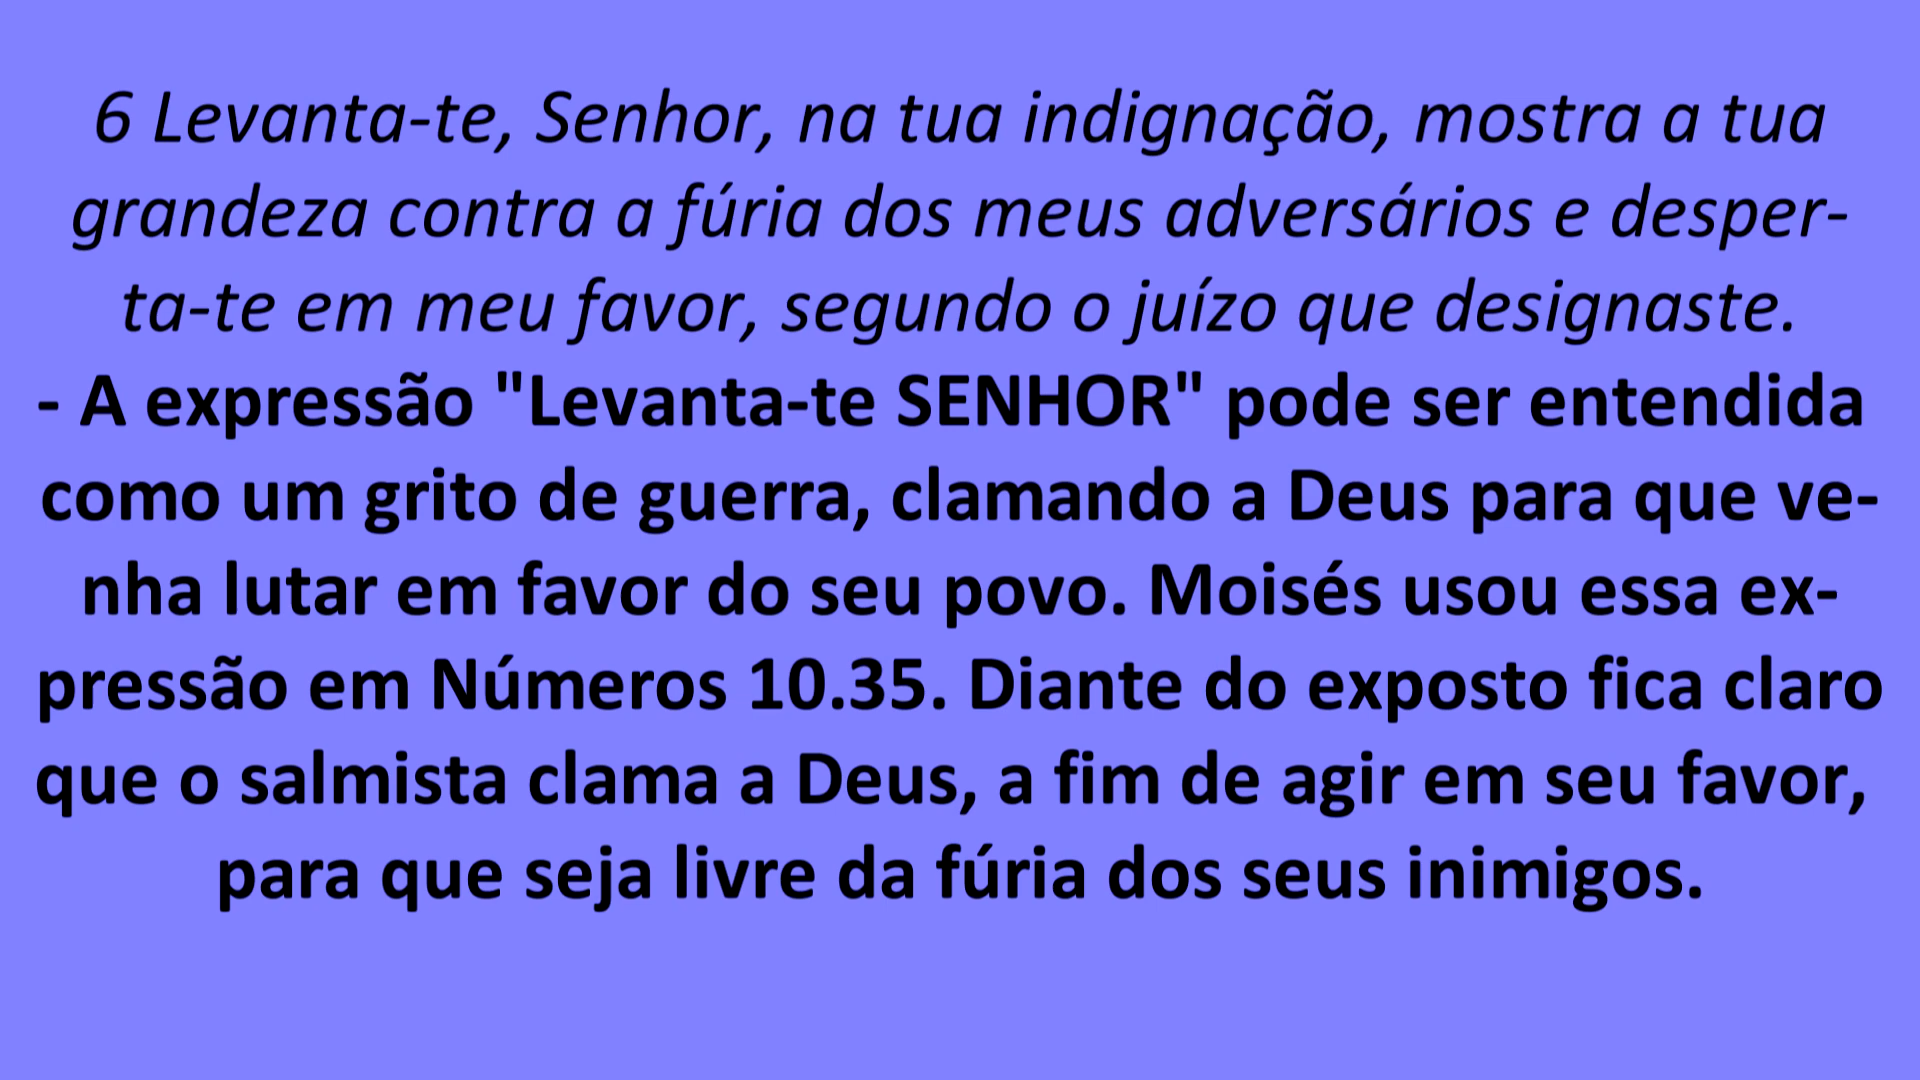 6 Levanta-te, Senhor, na tua indignação, mostra a tua
grandeza contra a fúria dos meus adversários e desper-
ta-te em meu favor, segundo o juízo que designaste.
- A expressão "Levanta-te SENHOR" pode ser entendida
como um grito de guerra, clamando a Deus para que ve-
nha lutar em favor do seu povo. Moisés usou essa ex-
pressão em Números 10.35. Diante do exposto fica claro
que o salmista clama a Deus, a fim de agir em seu favor,
para que seja livre da fúria dos seus inimigos.